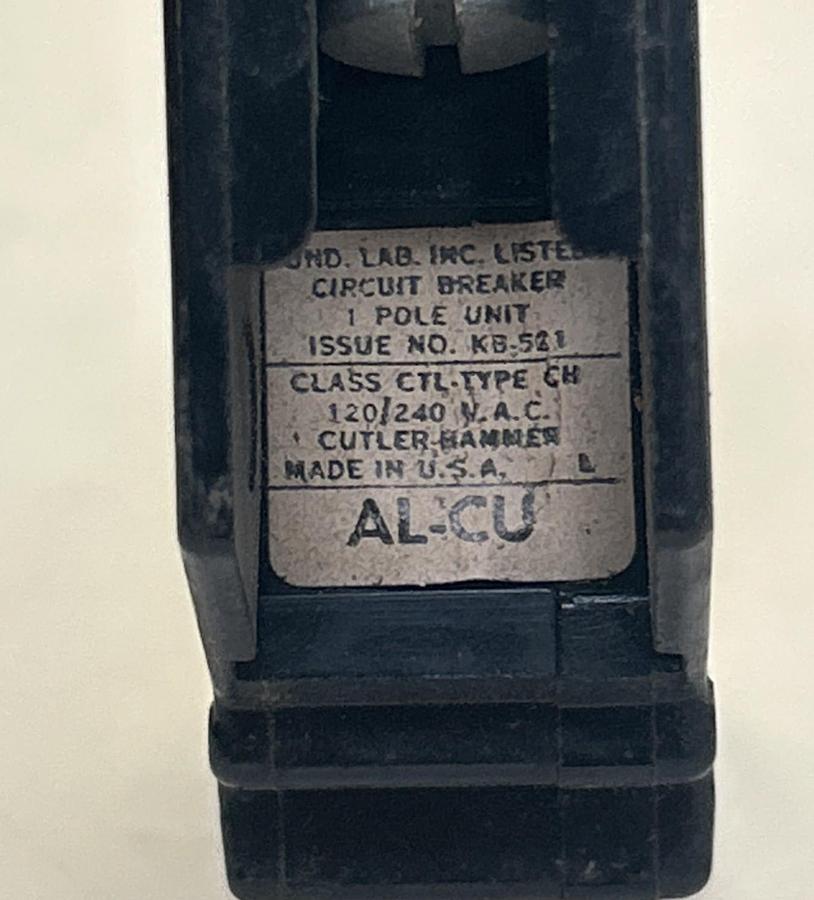 UND. LAB. INC. LISTED
CIRCUIT BREAKER
1 POLE UNIT
ISSUE NO. KB-521
CLASS CTL-TYPE CH
120/240 V.A.C.
CUTLER-HAMMER
MADE IN U.S.A. L
AL-CU